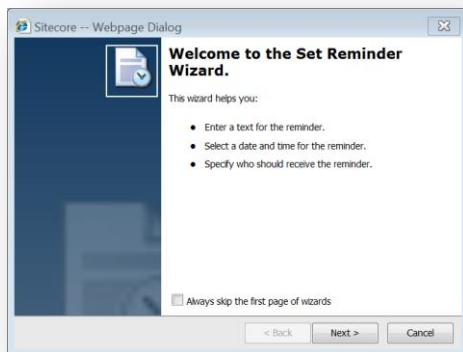 Sitecore -- Webpage Dialog
Welcome to the Set Reminder
Wizard.
This wizard helps you:
• Enter a text for the reminder.
• Select a date and time for the reminder.
• Specify who should receive the reminder.
Always skip the first page of wizards
< Back Next > Cancel